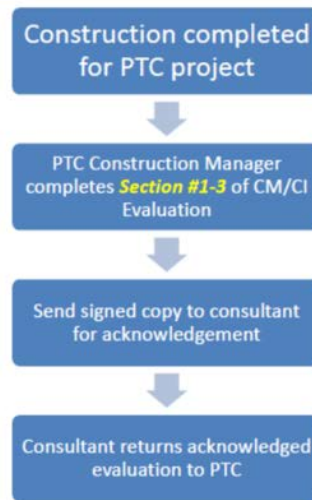 Construction completed
for PTC project
PTC Construction Manager
completes Section #1-3 of CM/CI
Evaluation
Send signed copy to consultant
for acknowledgement
Consultant returns acknowledged
evaluation to PTC